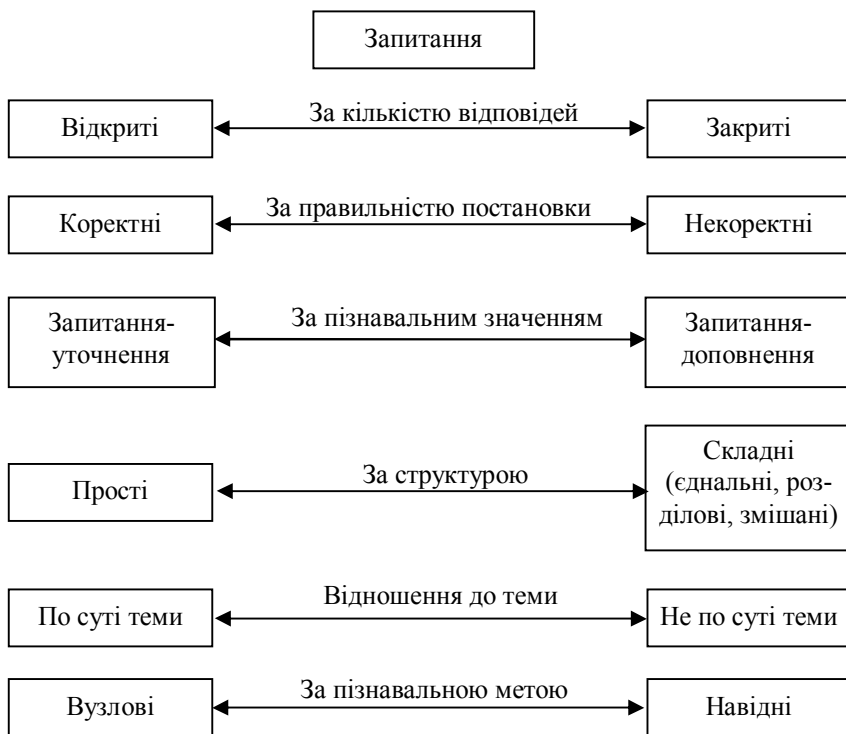 Запитання
Відкриті
За кількістю відповідей
Закриті
Коректні
За правильністю постановки
Некоректні
Запитання-
уточнення
За пізнавальним значенням
Запитання-
доповнення
Прості
За структурою
Складні
(єднальні, роз-
ділові, змішані)
По суті теми
Відношення до теми
Не по суті теми
Вузлові
За пізнавальною метою
Навідні